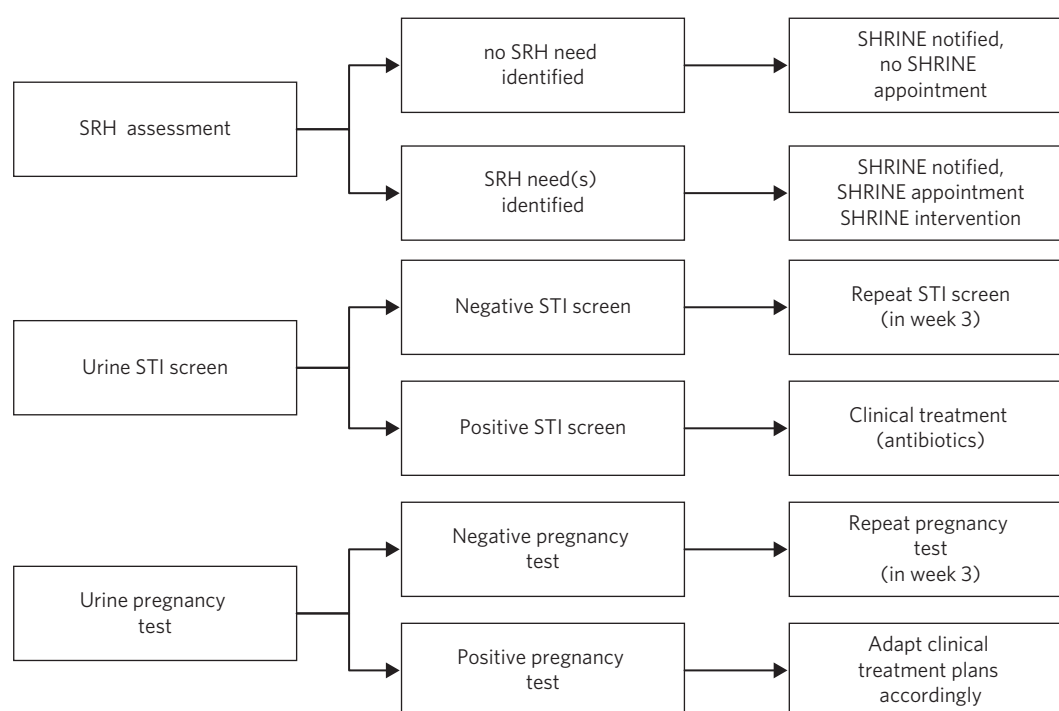 SRH assessment
no SRH need
identified
SHRINE notified,
no SHRINE
appointment
SRH need(s)
identified
SHRINE notified,
SHRINE appointment
SHRINE intervention
Urine STI screen
Negative STI screen
Repeat STI screen
(in week 3)
Positive STI screen
Clinical treatment
(antibiotics)
Urine pregnancy
test
Negative pregnancy
test
Repeat pregnancy
test
(in week 3)
Positive pregnancy
test
Adapt clinical
treatment plans
accordingly